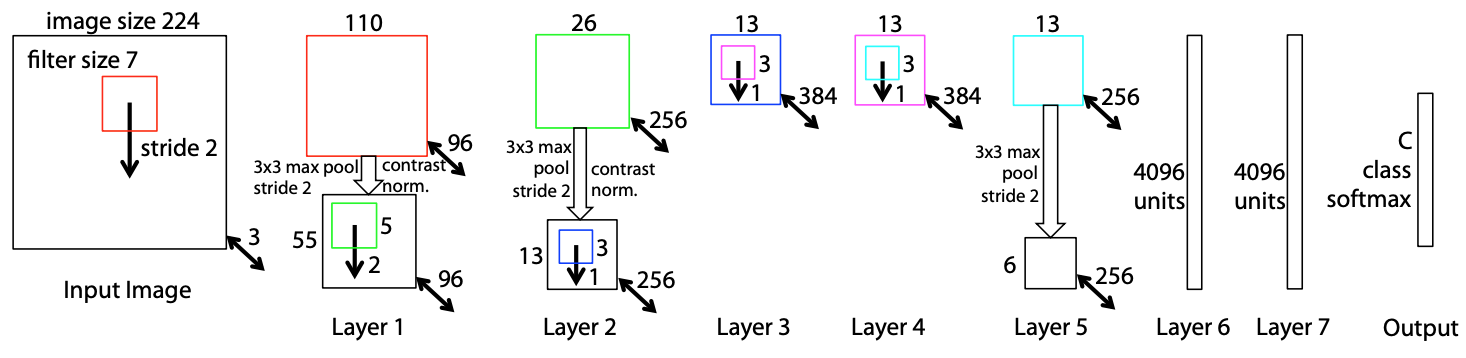 image size 224
filter size 7
stride 2
3
Input Image
110
96
3x3 max pool
stride 2
contrast
norm.
55
5
2
96
Layer 1
26
256
3x3 max
pool
stride 2
contrast
norm.
13
3
1
256
Layer 2
13
3
1
384
Layer 3
13
3
1
384
Layer 4
13
256
3x3 max
pool
stride 2
6
256
Layer 5
4096
units
Layer 6
4096
units
Layer 7
C
class
softmax
Output